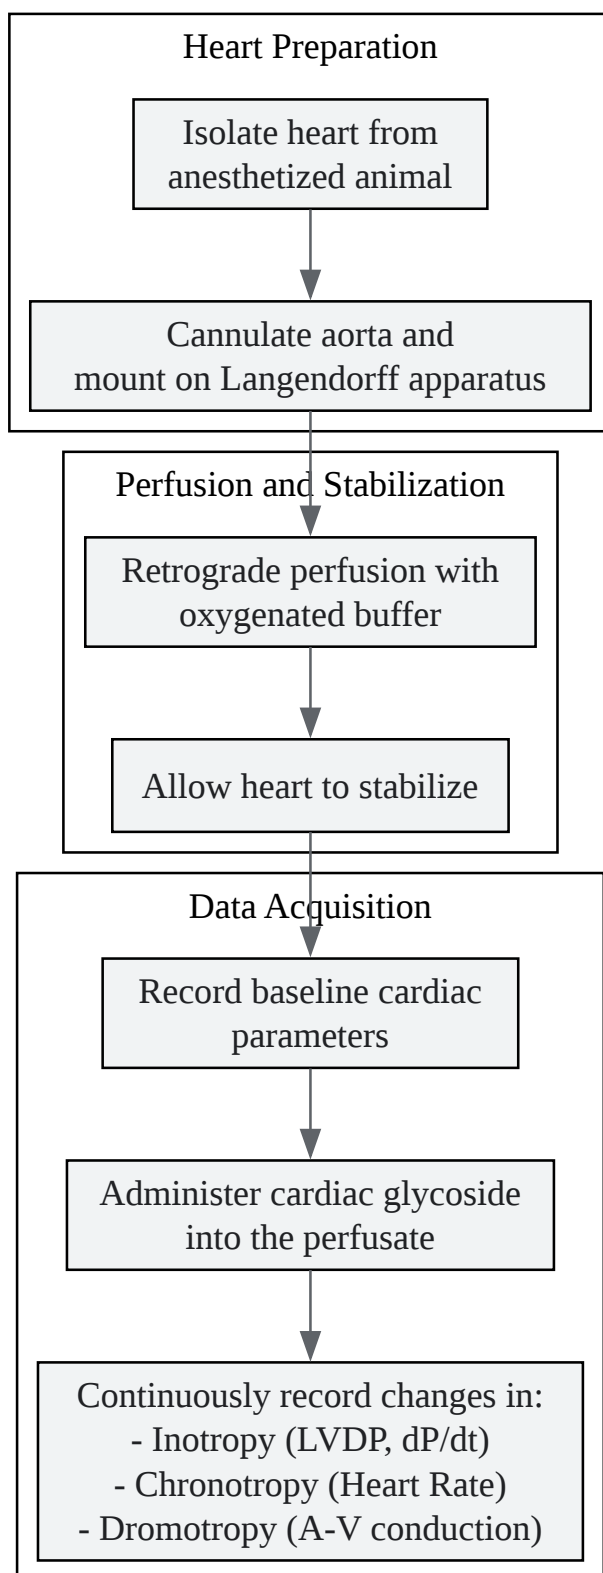 Heart Preparation
Isolate heart from
anesthetized animal
Cannulate aorta and
mount on Langendorff apparatus
Perfusion and Stabilization
Retrograde perfusion with
oxygenated buffer
Allow heart to stabilize
Data Acquisition
Record baseline cardiac
parameters
Administer cardiac glycoside
into the perfusate
Continuously record changes in:
- Inotropy (LVDP, dP/dt)
- Chronotropy (Heart Rate)
- Dromotropy (A-V conduction)